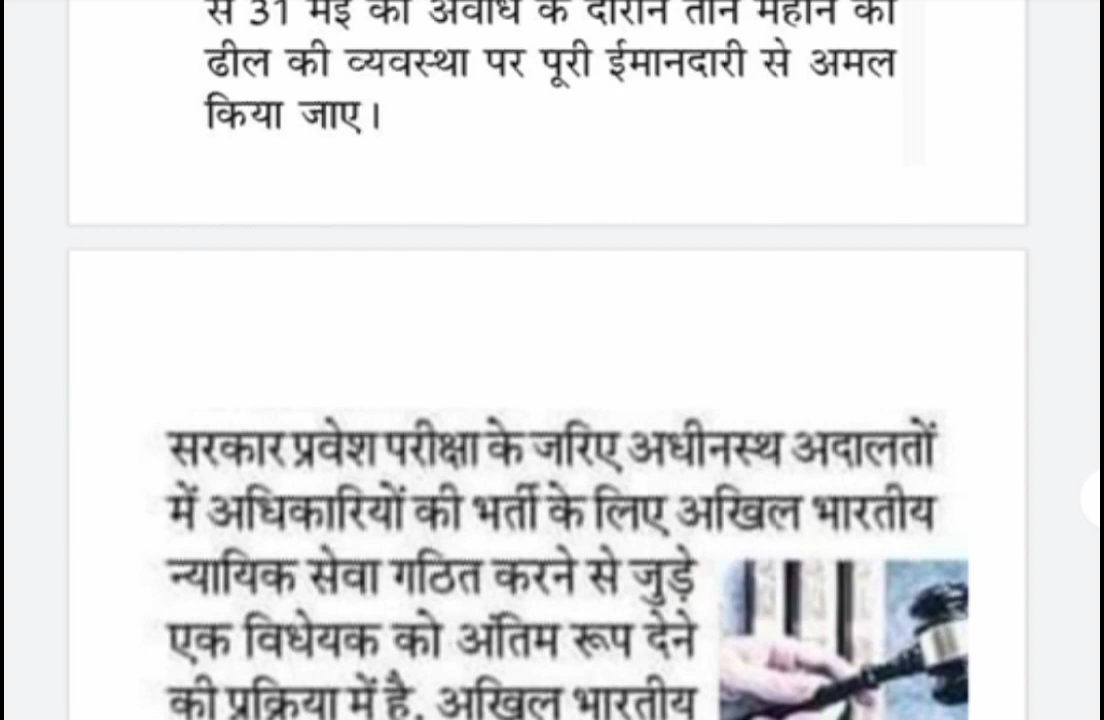 से 31 मई की अवधि के दौरान तीन महीने की
ढील की व्यवस्था पर पूरी ईमानदारी से अमल
किया जाए।
सरकार प्रवेश परीक्षा के जरिए अधीनस्थ अदालतों
में अधिकारियों की भर्ती के लिए अखिल भारतीय
न्यायिक सेवा गठित करने से जुड़े
एक विधेयक को अंतिम रूप देने
की प्रक्रिया में है. अखिल भारतीय